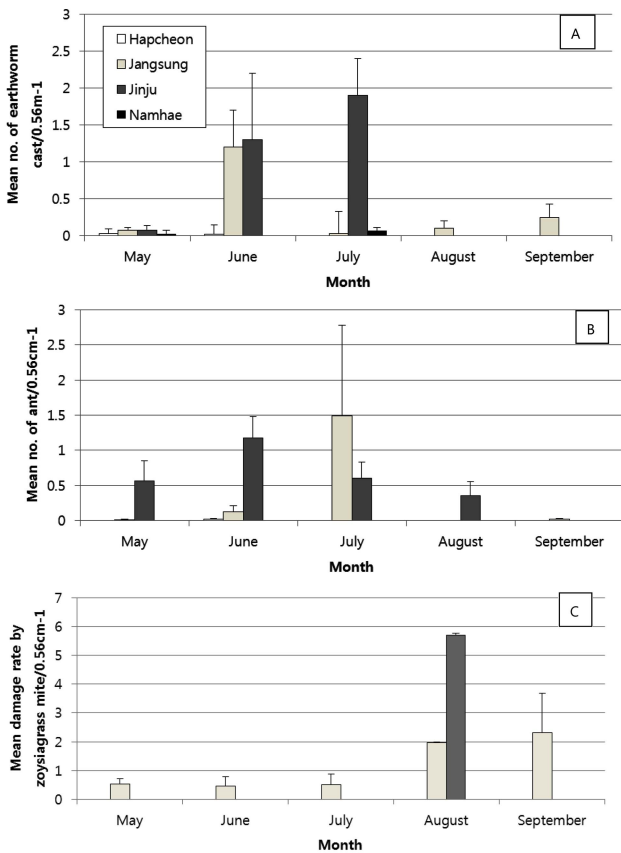 3
2.5
2
1.5
1
0.5
0
Mean no. of earthworm
cast/0.56m-1
Hapcheon
Jangsung
Jinju
Namhae
A
May June July August September
Month
3
2.5
2
1.5
1
0.5
0
Mean no. of ant/0.56cm-1
B
May June July August September
Month
7
6
5
4
3
2
1
0
Mean damage rate by
zoysiagrass mite/0.56cm-1
C
May June July August September
Month